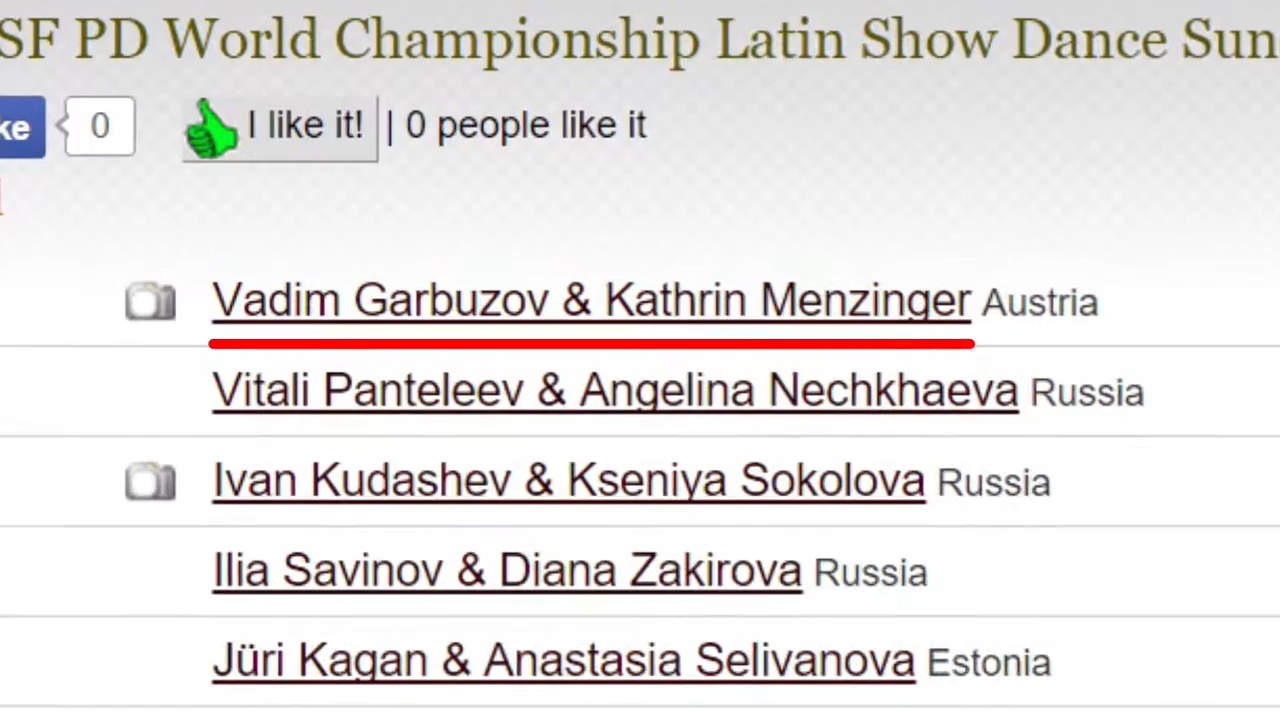 SF PD World Championship Latin Show Dance Sun
ke 0 I like it! | 0 people like it
Vadim Garbuzov & Kathrin Menzinger Austria
Vitali Panteleev & Angelina Nechkhaeva Russia
Ivan Kudashev & Kseniya Sokolova Russia
Ilia Savinov & Diana Zakirova Russia
Jüri Kagan & Anastasia Selivanova Estonia